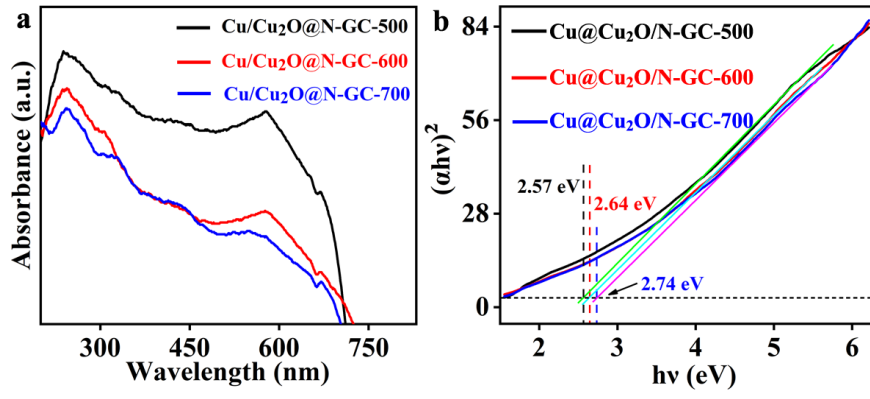 a
Cu/Cu₂O@N-GC-500
Cu/Cu₂O@N-GC-600
Cu/Cu₂O@N-GC-700
Absorbance (a.u.)
300
450
600
750
Wavelength (nm)
b
Cu@Cu₂O/N-GC-500
Cu@Cu₂O/N-GC-600
Cu@Cu₂O/N-GC-700
(αhν)²
84
56
28
0
2.57 eV
2.64 eV
2.74 eV
2
3
4
5
6
hν (eV)